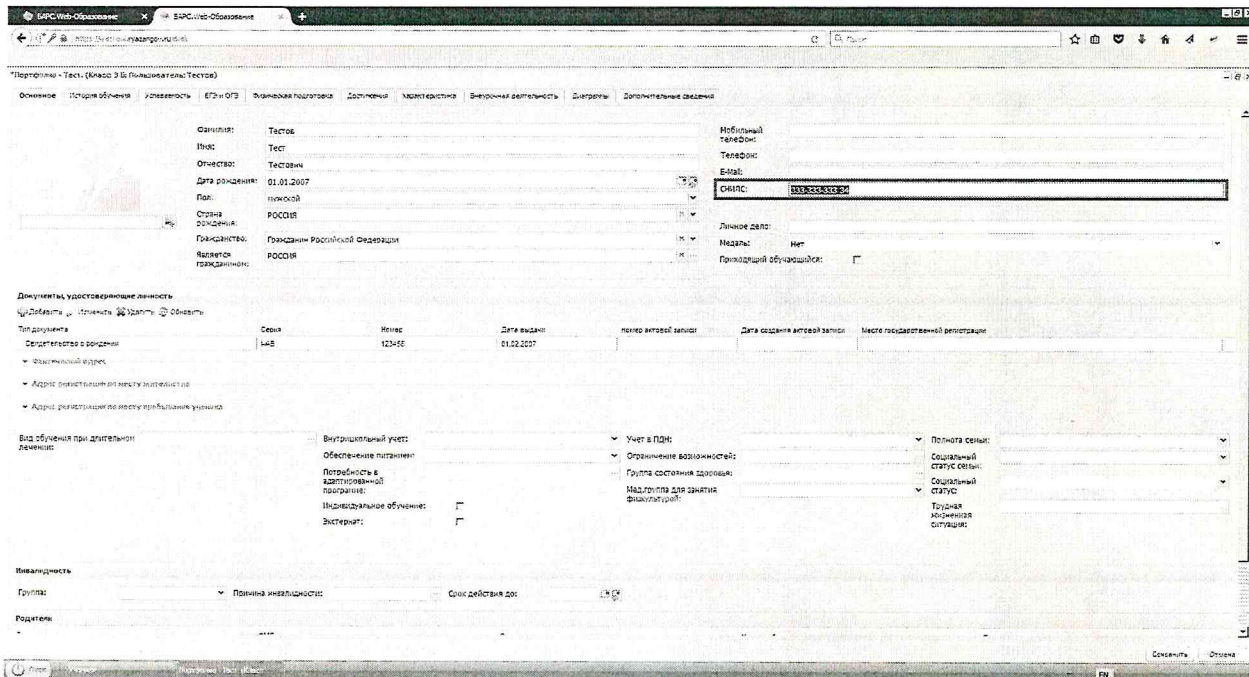 БАРС.Web-Образование
БАРС.Web-Образование
*Портфолио - Тест. (Класс: 3 Б; Пользователь: Тестов)
Основное История обучения Успеваемость ЕГЭ и ОГЭ Физическая подготовка Достижения Характеристика Внеурочная деятельность Диаграммы Дополнительные сведения
Фамилия: Тестов
Имя: Тест
Отчество: Тестович
Дата рождения: 01.01.2007
Пол: Мужской
Страна рождения: РОССИЯ
Гражданство: Гражданин Российской Федерации
Является гражданином: РОССИЯ
Мобильный телефон:
Телефон:
E-Mail:
СНИЛС: 333-333-333 34
Личное дело:
Медаль: Нет
Приходящий обучающийся:
Документы, удостоверяющие личность
Добавить Изменить Удалить Обновить
Тип документа Серия Номер Дата выдачи Номер актовой записи Дата создания актовой записи Место государственной регистрации
Свидетельство о рождении 123456 01.02.2007
Фактический адрес
Адрес регистрации по месту жительства
Адрес регистрации по месту пребывания ученика
Вид обучения при длительном лечении:
Внутришкольный учет:
Обеспечение питанием:
Потребность в адаптированной программе:
Индивидуальное обучение:
Экстернат:
Учет в ПДН:
Ограничение возможностей:
Группа состояния здоровья:
Мед.группа для занятия физкультурой:
Полнота семьи:
Социальный статус семьи:
Социальный статус:
Трудная жизненная ситуация:
Инвалидность
Группа: Причина инвалидности: Срок действия до:
Родители
Сохранить Отмена
EN